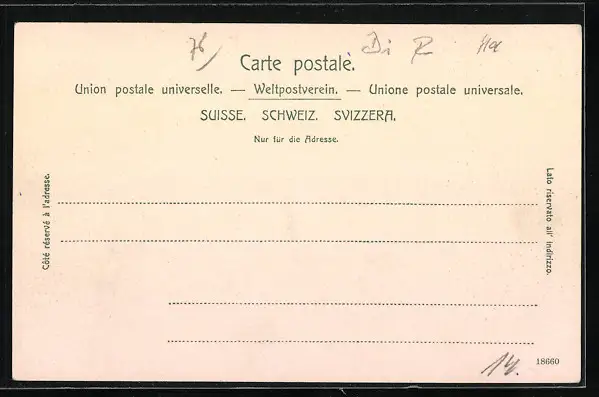 Carte postale.
Union postale universelle. — Weltpostverein. — Unione postale universale.
SUISSE. SCHWEIZ. SVIZZERA.
Nur für die Adresse.
Côté réservé à l'adresse.
Lato riservato all' indirizzo.
14.
18660